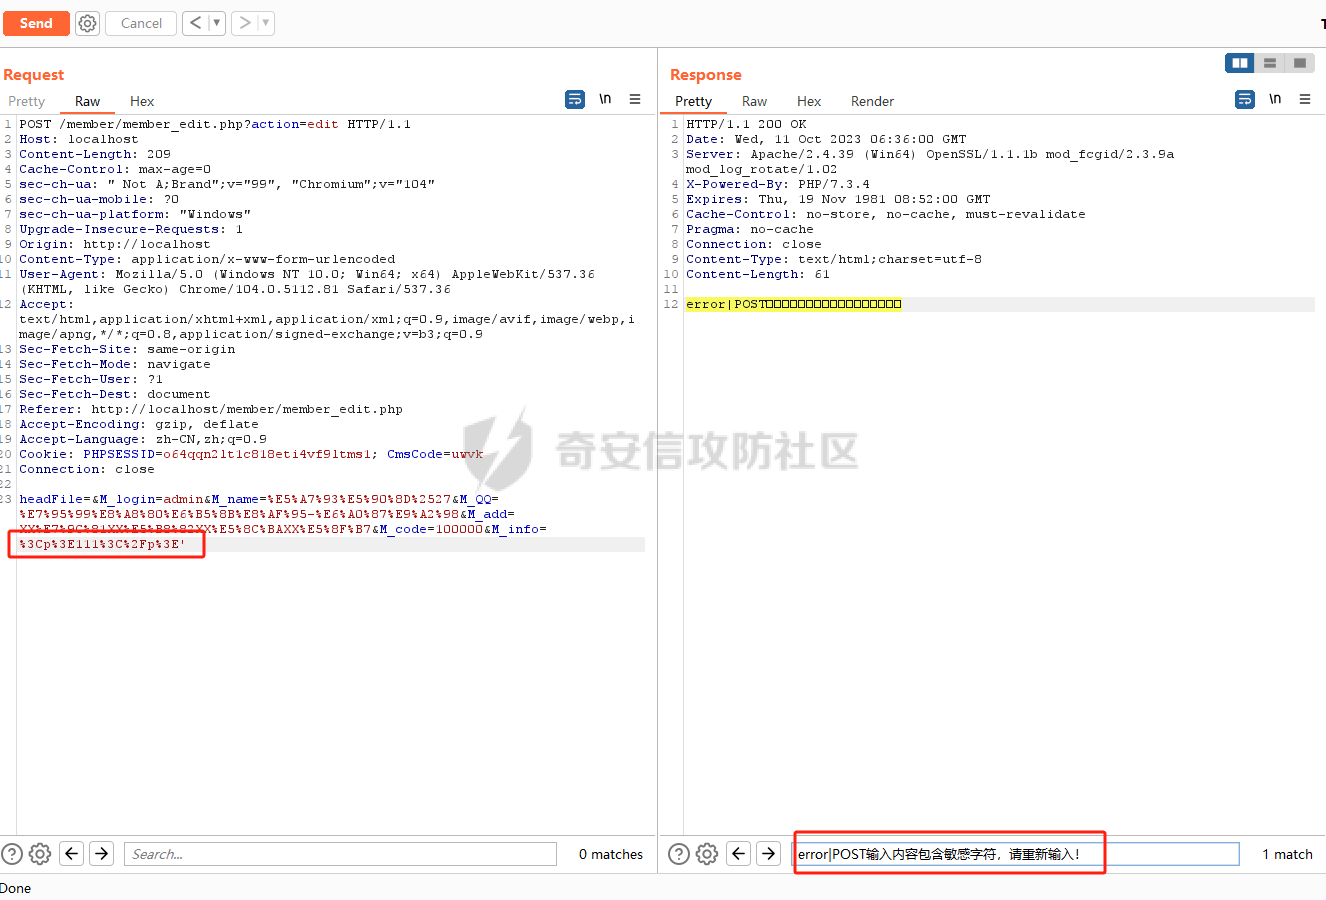 Send
Cancel
<
>
Request
Pretty
Raw
Hex
\n
1 POST /member/member_edit.php?action=edit HTTP/1.1
2 Host: localhost
3 Content-Length: 209
4 Cache-Control: max-age=0
5 sec-ch-ua: " Not A;Brand";v="99", "Chromium";v="104"
6 sec-ch-ua-mobile: ?0
7 sec-ch-ua-platform: "Windows"
8 Upgrade-Insecure-Requests: 1
9 Origin: http://localhost
10 Content-Type: application/x-www-form-urlencoded
11 User-Agent: Mozilla/5.0 (Windows NT 10.0; Win64; x64) AppleWebKit/537.36
(KHTML, like Gecko) Chrome/104.0.5112.81 Safari/537.36
12 Accept:
text/html,application/xhtml+xml,application/xml;q=0.9,image/avif,image/webp,i
mage/apng,*/*;q=0.8,application/signed-exchange;v=b3;q=0.9
13 Sec-Fetch-Site: same-origin
14 Sec-Fetch-Mode: navigate
15 Sec-Fetch-User: ?1
16 Sec-Fetch-Dest: document
17 Referer: http://localhost/member/member_edit.php
18 Accept-Encoding: gzip, deflate
19 Accept-Language: zh-CN,zh;q=0.9
20 Cookie: PHPSESSID=o64qqn2lt1c818eti4vf9ltms1; CmsCode=uwvk
21 Connection: close
22
23 headFile=&M_login=admin&M_name=%E5%A7%93%E5%90%8D%2527&M_QQ=
%E7%95%99%E8%A8%80%E6%B5%8B%E8%AF%95-%E6%A0%87%E9%A2%98&M_add=
XX%E7%9C%81XX%E5%B8%82XX%E5%8C%BAXX%E5%8F%B7&M_code=100000&M_info=
%3Cp%3E111%3C%2Fp%3E'
Search...
0 matches
Done
Response
Pretty
Raw
Hex
Render
\n
1 HTTP/1.1 200 OK
2 Date: Wed, 11 Oct 2023 06:36:00 GMT
3 Server: Apache/2.4.39 (Win64) OpenSSL/1.1.1b mod_fcgid/2.3.9a
mod_log_rotate/1.02
4 X-Powered-By: PHP/7.3.4
5 Expires: Thu, 19 Nov 1981 08:52:00 GMT
6 Cache-Control: no-store, no-cache, must-revalidate
7 Pragma: no-cache
8 Connection: close
9 Content-Type: text/html;charset=utf-8
10 Content-Length: 61
11
12 error|POST□□□□□□□□□□□□□□□□□
error|POST输入内容包含敏感字符，请重新输入！
1 match
奇安信攻防社区